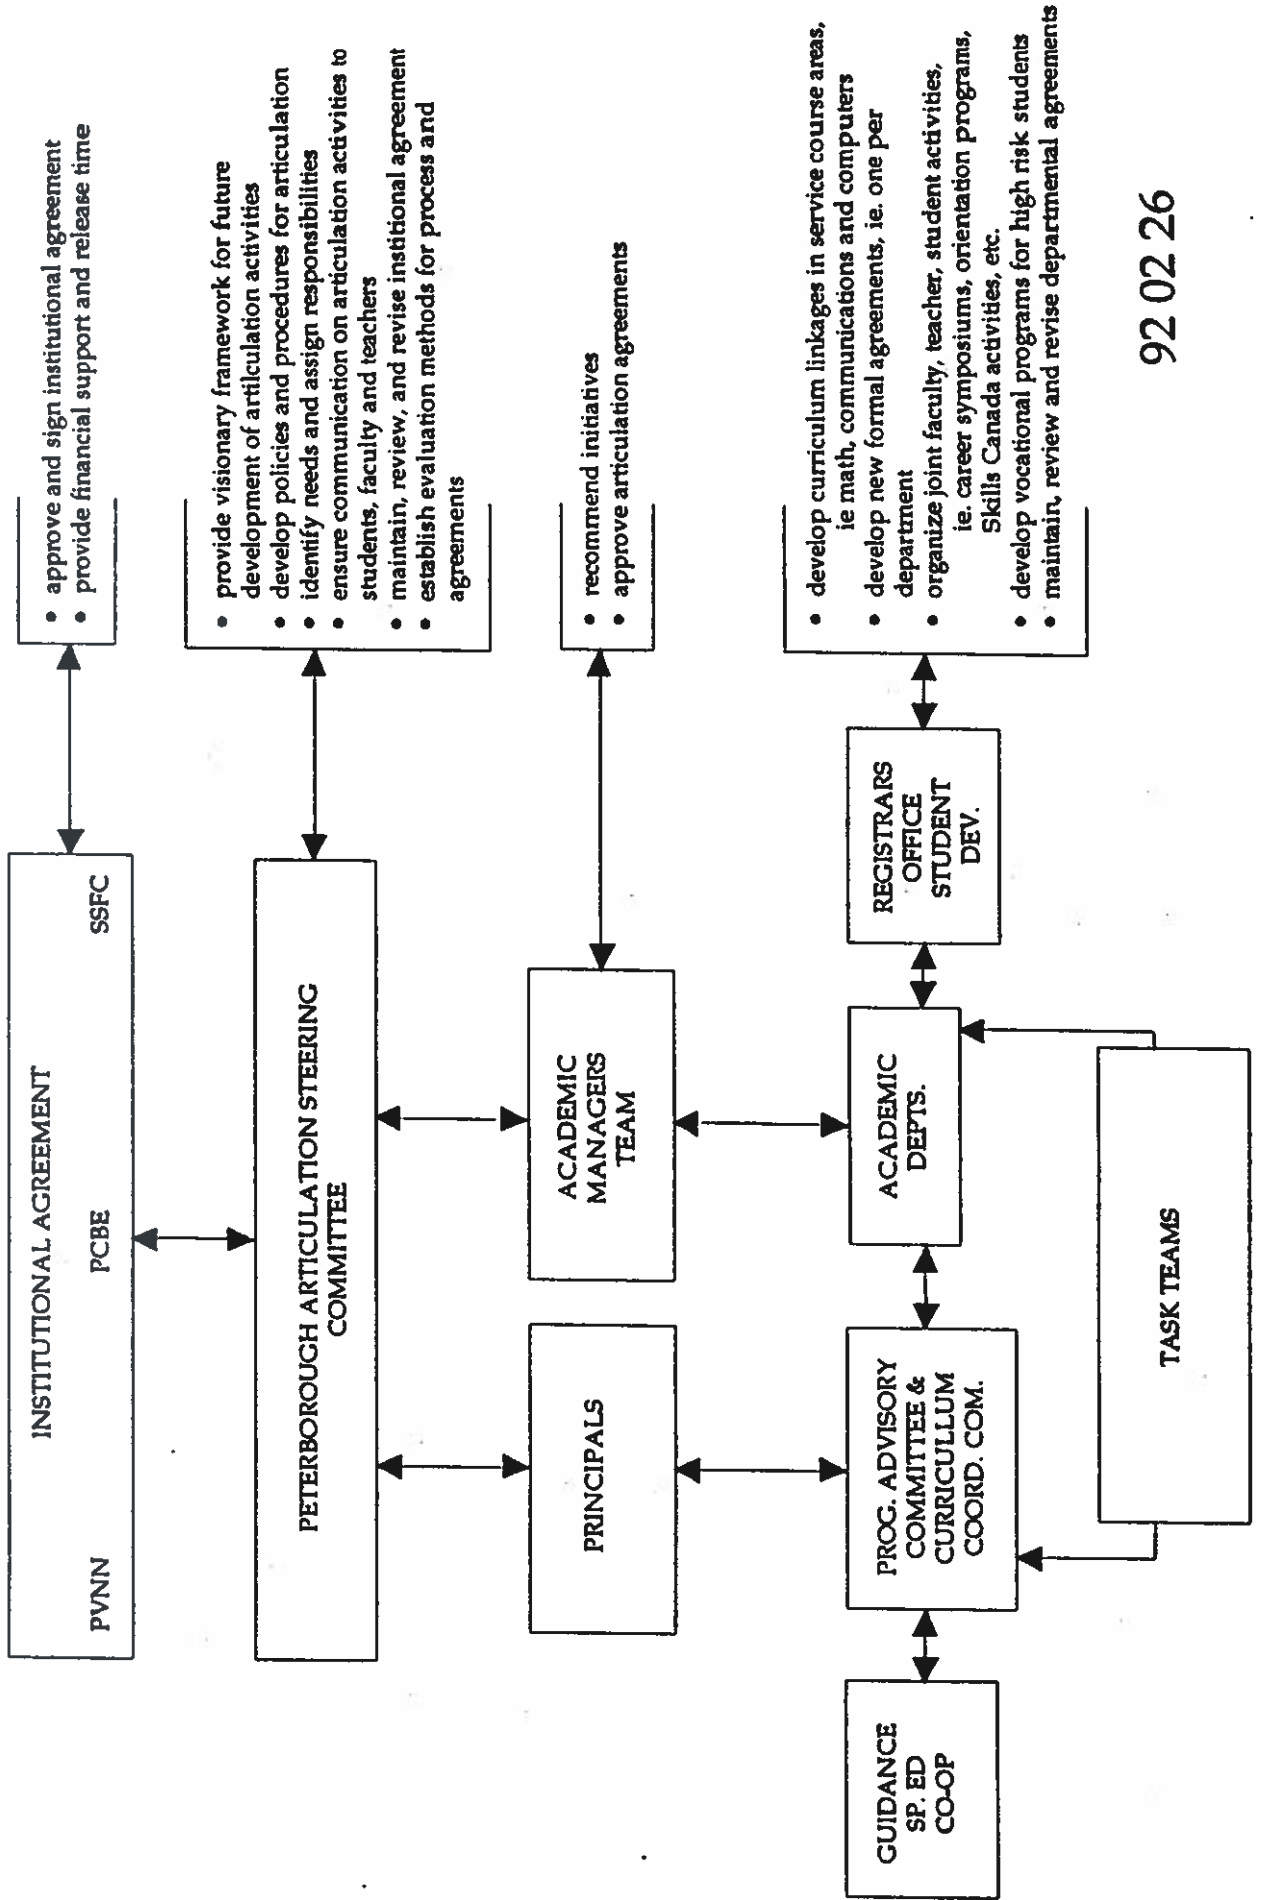 INSTITUTIONAL AGREEMENT
PVNN PCBE SSFC
• approve and sign institutional agreement
• provide financial support and release time
PETERBOROUGH ARTICULATION STEERING
COMMITTEE
• provide visionary framework for future
development of artilculation activities
• develop policies and procedures for articulation
• identify needs and assign responsibilities
• ensure communication on articulation activities to
students, faculty and teachers
• maintain, review, and revise institional agreement
• establish evaluation methods for process and
agreements
PRINCIPALS
ACADEMIC
MANAGERS
TEAM
• recommend initiatives
• approve articulation agreements
GUIDANCE
SP. ED
CO-OP
PROG. ADVISORY
COMMITTEE &
CURRICULLUM
COORD. COM.
ACADEMIC
DEPTS.
REGISTRARS
OFFICE
STUDENT
DEV.
• develop curriculum linkages in service course areas,
ie math, communications and computers
• develop new formal agreements, ie. one per
department
• organize joint faculty, teacher, student activities,
ie. career symposiums, orientation programs,
Skills Canada activities, etc.
• develop vocational programs for high risk students
• maintain, review and revise departmental agreements
TASK TEAMS
92 02 26